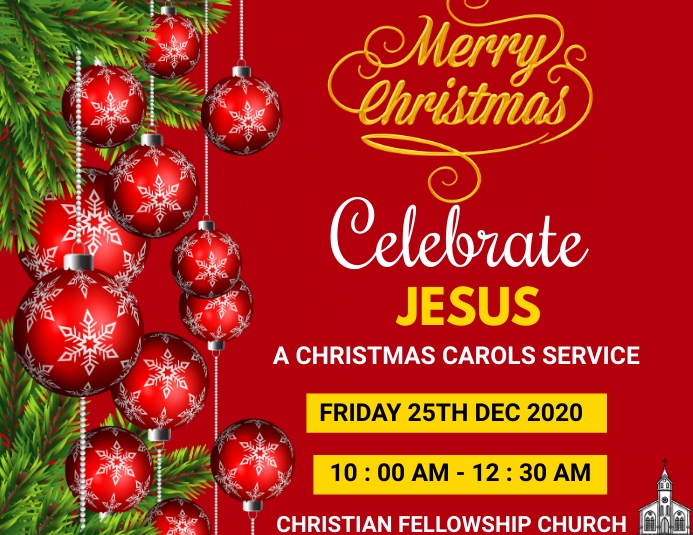 Merry
Christmas
Celebrate
JESUS
A CHRISTMAS CAROLS SERVICE
FRIDAY 25TH DEC 2020
10 : 00 AM - 12 : 30 AM
CHRISTIAN FELLOWSHIP CHURCH